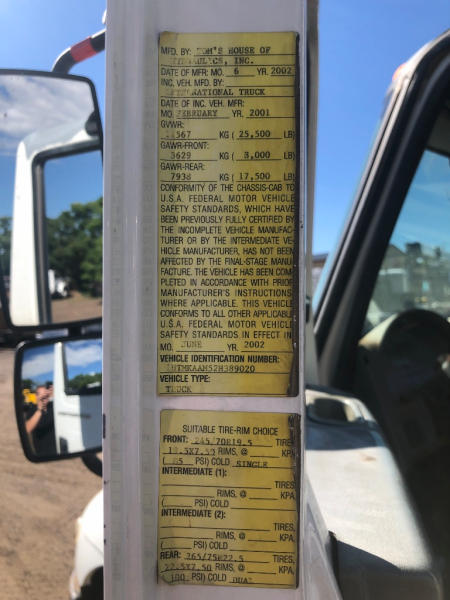 MFD. BY: TOM'S HOUSE OF
HYDRAULICS, INC.
DATE OF MFR: MO. 6 YR. 2002
INC. VEH. MFD. BY
INTERNATIONAL TRUCK
DATE OF INC. VEH. MFR:
MO. FEBRUARY YR. 2001
GVWR:
11567 KG ( 25,500 LB)
GAWR-FRONT:
3629 KG ( 8,000 LB)
GAWR-REAR:
7938 KG ( 17,500 LB)
CONFORMITY OF THE CHASSIS-CAB TO
U.S.A. FEDERAL MOTOR VEHICLE
SAFETY STANDARDS, WHICH HAVE
BEEN PREVIOUSLY FULLY CERTIFIED BY
THE INCOMPLETE VEHICLE MANUFAC-
TURER OR BY THE INTERMEDIATE VE-
HICLE MANUFACTURER, HAS NOT BEEN
AFFECTED BY THE FINAL-STAGE MANU-
FACTURE. THE VEHICLE HAS BEEN COM-
PLETED IN ACCORDANCE WITH PRIOR
MANUFACTURER'S INSTRUCTIONS
WHERE APPLICABLE. THIS VEHICLE
CONFORMS TO ALL OTHER APPLICABLE
U.S.A. FEDERAL MOTOR VEHICLE
SAFETY STANDARDS IN EFFECT IN
MO. JUNE YR. 2002
VEHICLE IDENTIFICATION NUMBER:
1HTMKAAM52H389020
VEHICLE TYPE:
TRUCK
SUITABLE TIRE-RIM CHOICE
FRONT: 245/70R19.5 TIRES
RIMS, @ KPA,
( 85 PSI) COLD SINGLE
INTERMEDIATE (1):
TIRES
RIMS, @ KPA
( PSI) COLD
INTERMEDIATE (2):
TIRES,
RIMS, @ KPA,
( PSI) COLD
REAR: 265/75R22.5 TIRES,
22.5X7.50 RIMS, @ KPA
( 100 PSI) COLD DUAL